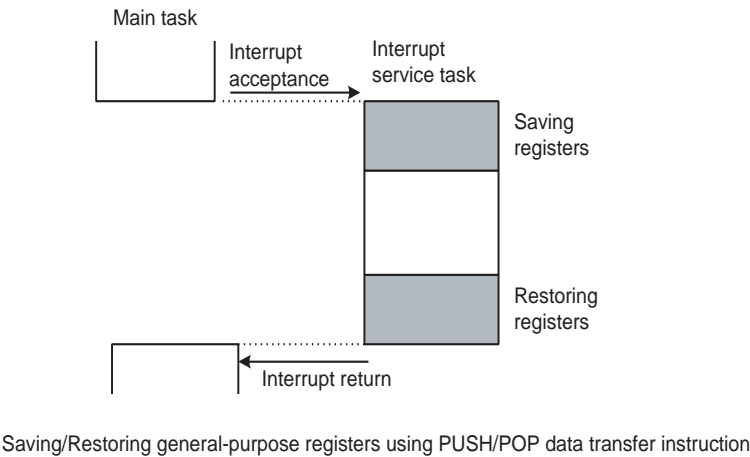 Main task
Interrupt
acceptance
Interrupt
service task
Saving
registers
Restoring
registers
Interrupt return
Saving/Restoring general-purpose registers using PUSH/POP data transfer instruction